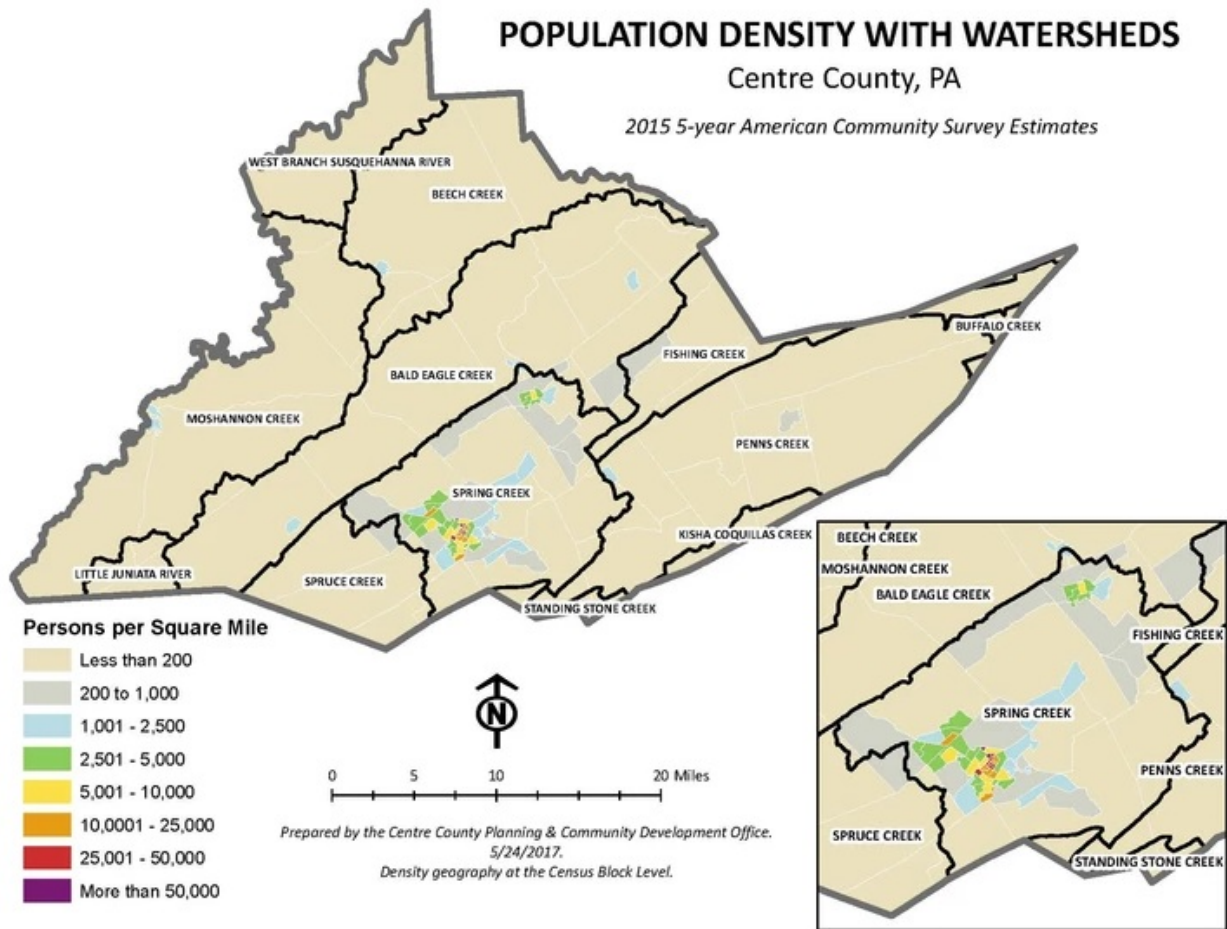 POPULATION DENSITY WITH WATERSHEDS
Centre County, PA
2015 5-year American Community Survey Estimates
WEST BRANCH SUSQUEHANNA RIVER
BEECH CREEK
BUFFALO CREEK
FISHING CREEK
BALD EAGLE CREEK
MOSHANNON CREEK
PENNS CREEK
SPRING CREEK
KISHA COQUILLAS CREEK
LITTLE JUNIATA RIVER
SPRUCE CREEK
STANDING STONE CREEK
Persons per Square Mile
Less than 200
200 to 1,000
1,001 - 2,500
2,501 - 5,000
5,001 - 10,000
10,0001 - 25,000
25,001 - 50,000
More than 50,000
N
0 5 10 20 Miles
Prepared by the Centre County Planning & Community Development Office.
5/24/2017.
Density geography at the Census Block Level.
BEECH CREEK
MOSHANNON CREEK
BALD EAGLE CREEK
FISHING CREEK
SPRING CREEK
PENNS CREEK
SPRUCE CREEK
STANDING STONE CREEK